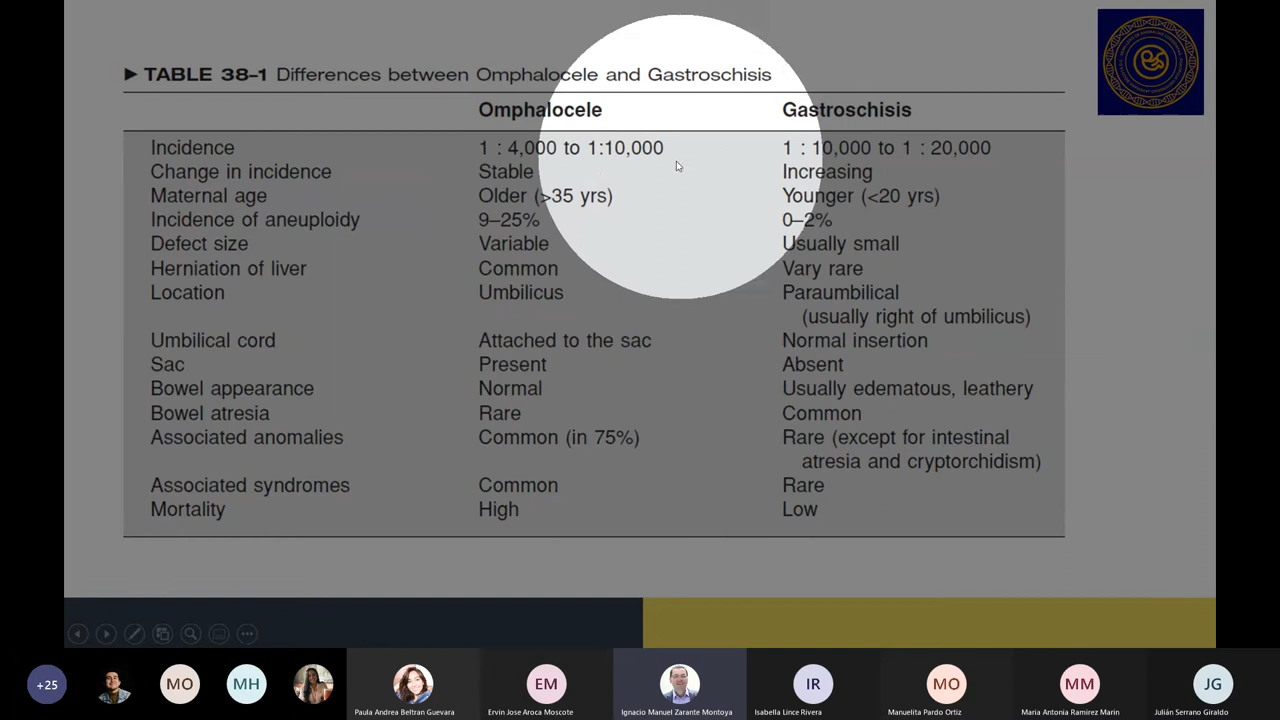 ▶ TABLE 38–1 Differences between Omphalocele and Gastroschisis
Omphalocele Gastroschisis
Incidence 1 : 4,000 to 1:10,000 1 : 10,000 to 1 : 20,000
Change in incidence Stable Increasing
Maternal age Older (>35 yrs) Younger (<20 yrs)
Incidence of aneuploidy 9–25% 0–2%
Defect size Variable Usually small
Herniation of liver Common Vary rare
Location Umbilicus Paraumbilical
(usually right of umbilicus)
Umbilical cord Attached to the sac Normal insertion
Sac Present Absent
Bowel appearance Normal Usually edematous, leathery
Bowel atresia Rare Common
Associated anomalies Common (in 75%) Rare (except for intestinal
atresia and cryptorchidism)
Associated syndromes Common Rare
Mortality High Low
+25 MO MH EM IR MO MM JG
Paula Andrea Beltran Guevara Ervin Jose Aroca Moscote Ignacio Manuel Zarante Montoya Isabella Lince Rivera Manuelita Pardo Ortiz Maria Antonia Ramirez Marin Julián Serrano Giraldo